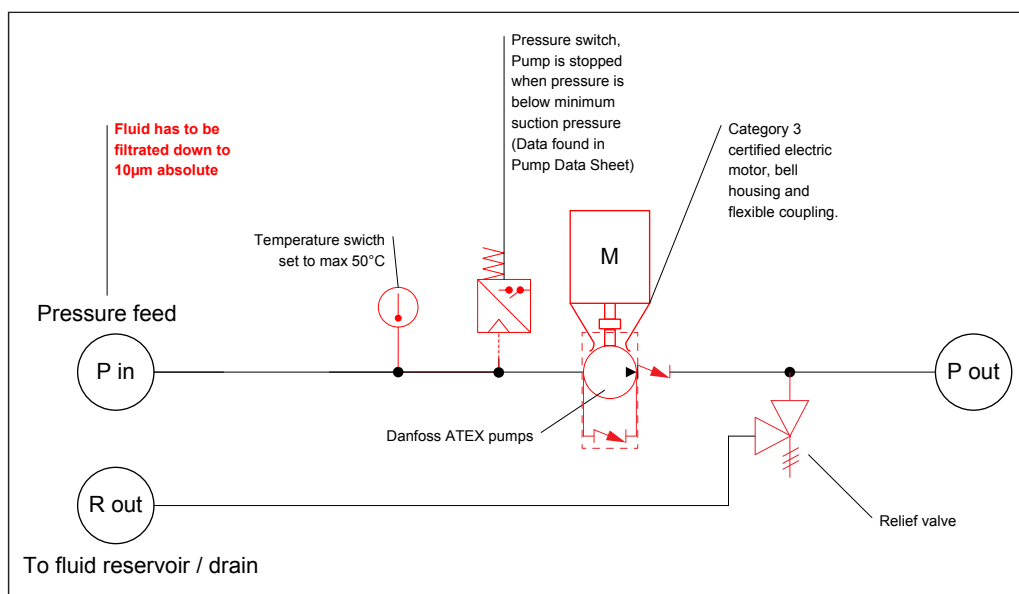 Pressure switch,
Pump is stopped
when pressure is
below minimum
suction pressure
(Data found in
Pump Data Sheet)
Fluid has to be
filtrated down to
10µm absolute
Category 3
certified electric
motor, bell
housing and
flexible coupling.
Temperature swicth
set to max 50°C
M
Pressure feed
P in
P out
Danfoss ATEX pumps
R out
Relief valve
To fluid reservoir / drain